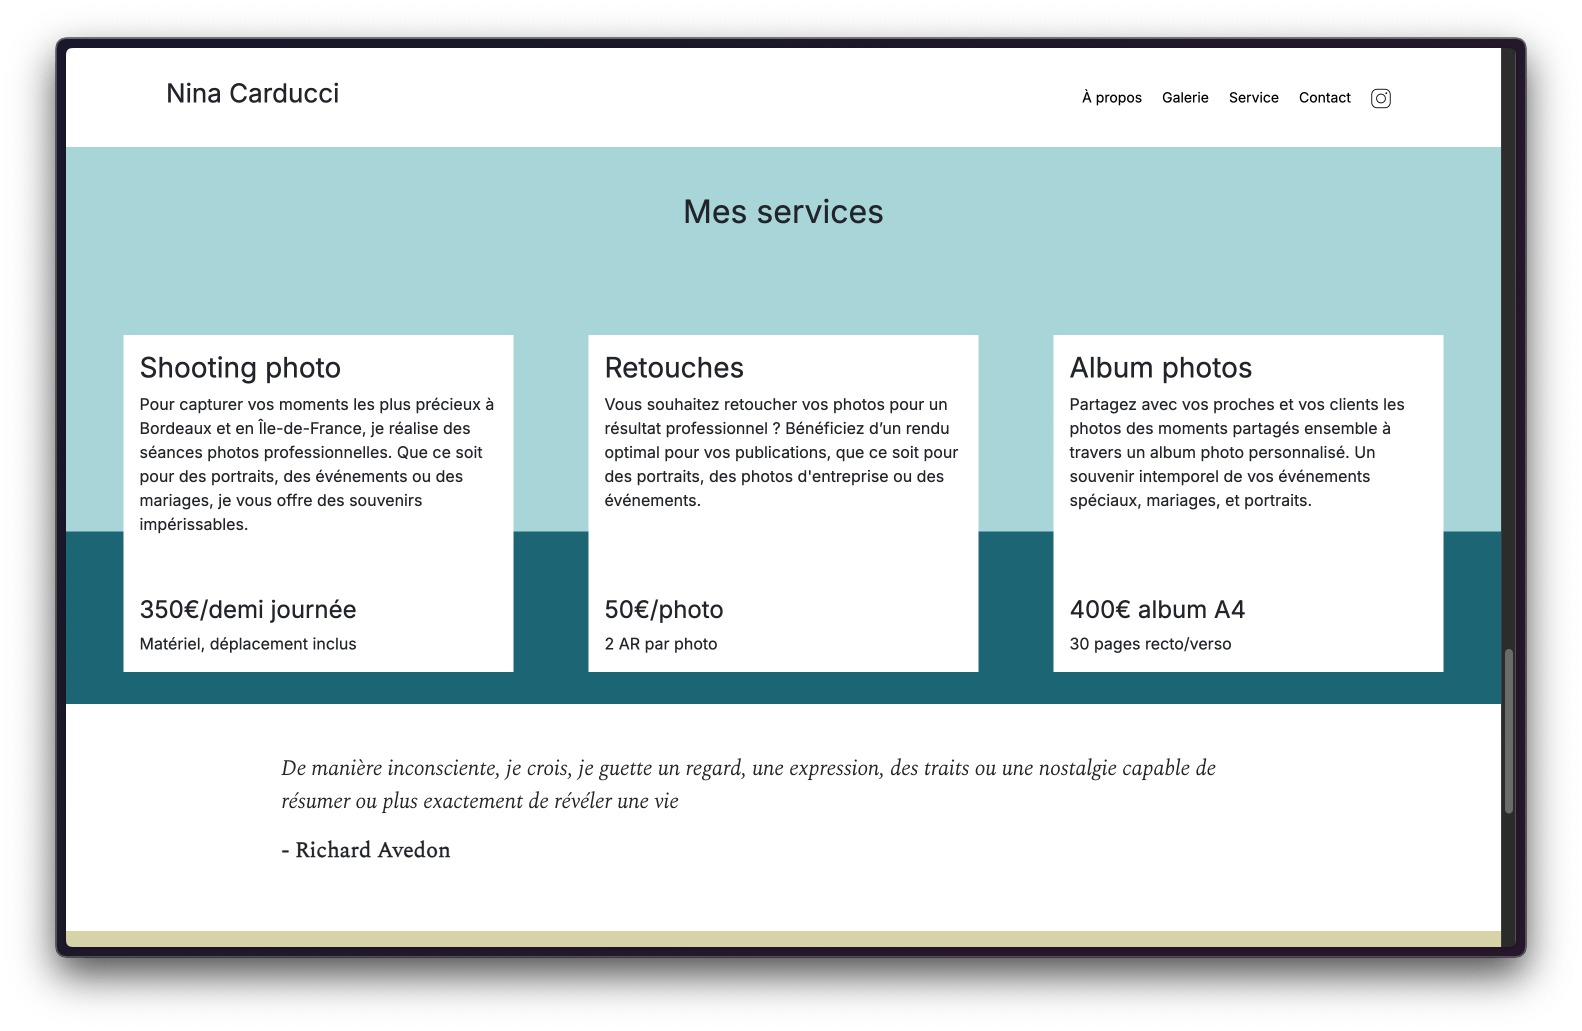 Nina Carducci
À propos Galerie Service Contact
Mes services
Shooting photo
Pour capturer vos moments les plus précieux à
Bordeaux et en Île-de-France, je réalise des
séances photos professionnelles. Que ce soit
pour des portraits, des événements ou des
mariages, je vous offre des souvenirs
impérissables.
350€/demi journée
Matériel, déplacement inclus
Retouches
Vous souhaitez retoucher vos photos pour un
résultat professionnel ? Bénéficiez d’un rendu
optimal pour vos publications, que ce soit pour
des portraits, des photos d'entreprise ou des
événements.
50€/photo
2 AR par photo
Album photos
Partagez avec vos proches et vos clients les
photos des moments partagés ensemble à
travers un album photo personnalisé. Un
souvenir intemporel de vos événements
spéciaux, mariages, et portraits.
400€ album A4
30 pages recto/verso
De manière inconsciente, je crois, je guette un regard, une expression, des traits ou une nostalgie capable de
résumer ou plus exactement de révéler une vie
- Richard Avedon